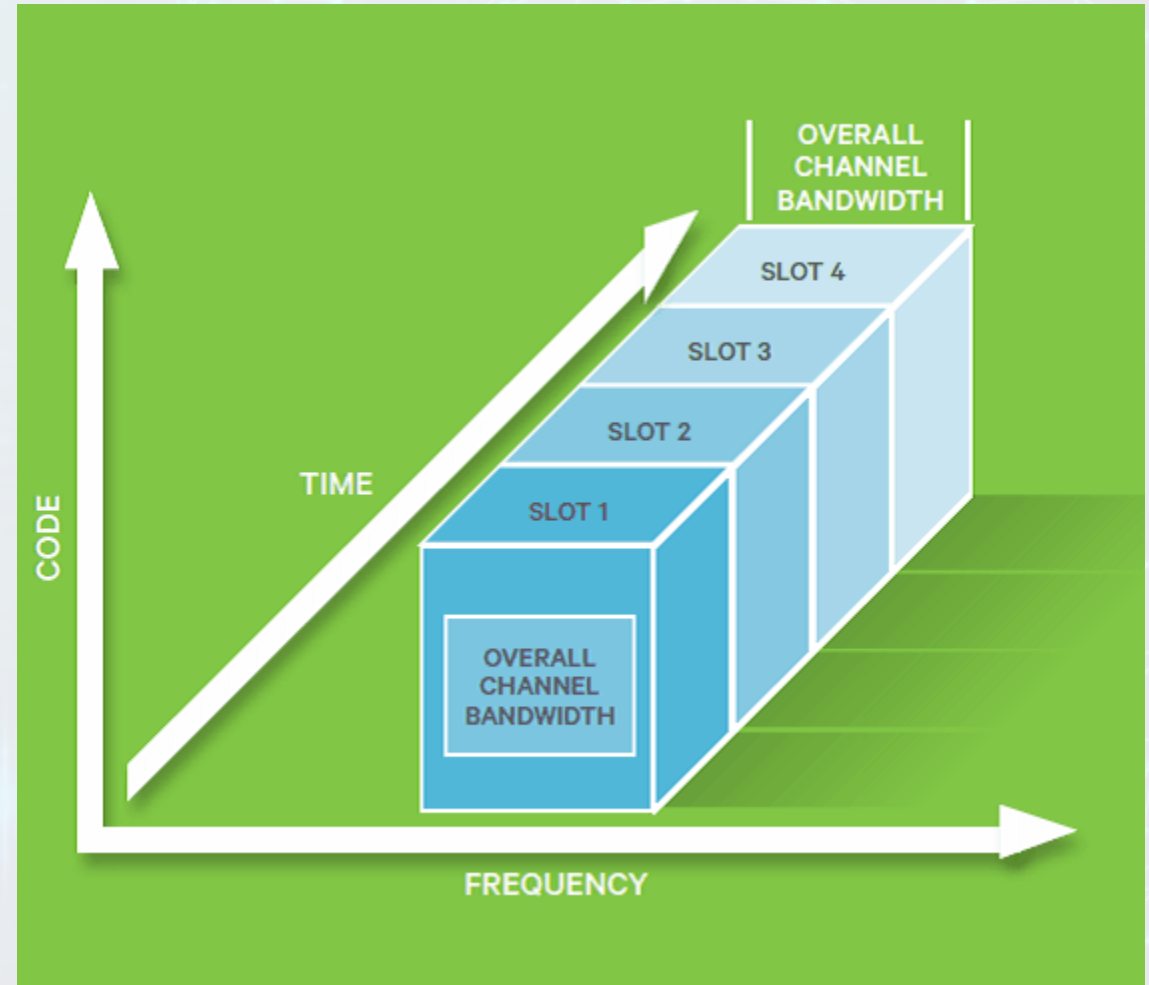 OVERALL
CHANNEL
BANDWIDTH
SLOT 4
SLOT 3
SLOT 2
TIME
SLOT 1
CODE
OVERALL
CHANNEL
BANDWIDTH
FREQUENCY